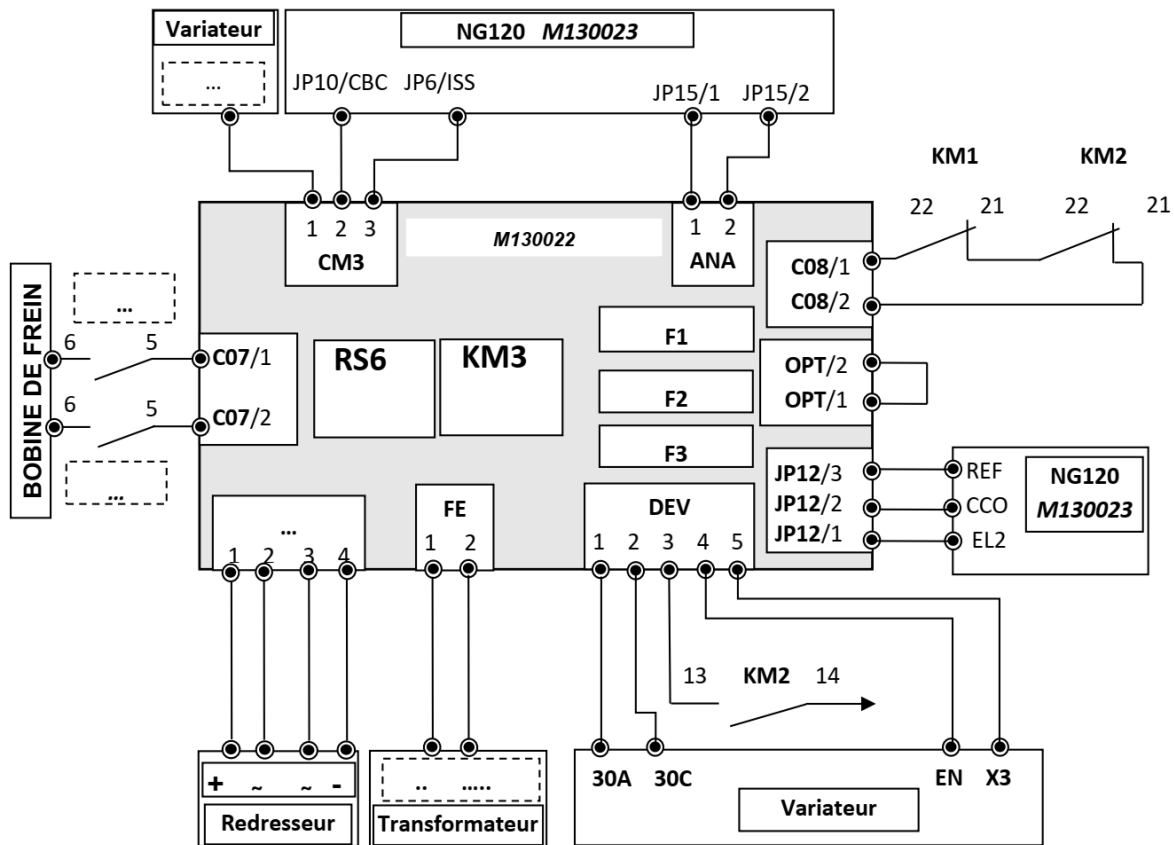 Variateur
...
NG120 M130023
JP10/CBC JP6/ISS JP15/1 JP15/2
KM1 KM2
22 21 22 21
1 2 3
CM3
M130022
1 2
ANA
C08/1
C08/2
BOBINE DE FREIN
...
6 5
C07/1
6 5
C07/2
...
RS6
KM3
F1
F2
F3
OPT/2
OPT/1
JP12/3
JP12/2
JP12/1
REF
CCO
EL2
NG120
M130023
...
1 2 3 4
FE
1 2
DEV
1 2 3 4 5
13 KM2 14
+ ~ ~ -
Redresseur
.. .....
Transformateur
30A 30C EN X3
Variateur